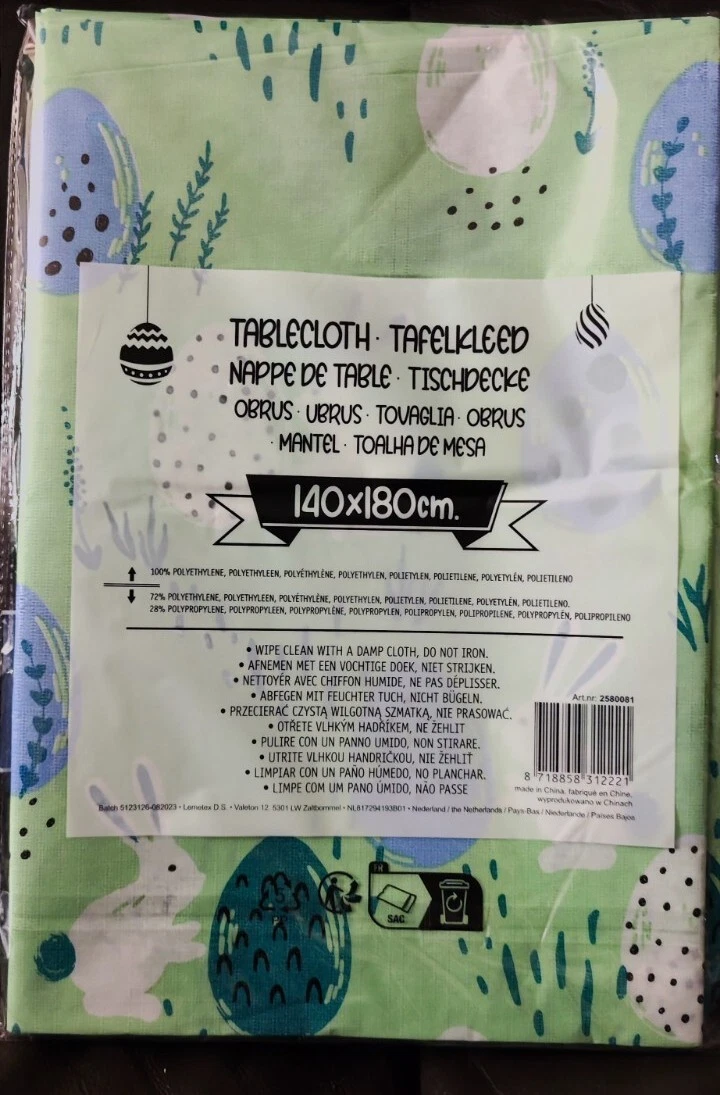 TABLECLOTH · TAFELKLEED
NAPPE DE TABLE · TISCHDECKE
OBRUS · UBRUS · TOVAGLIA · OBRUS
· MANTEL · TOALHA DE MESA
140x180cm.
100% POLYETHYLENE, POLYETHYLEEN, POLYÉTHYLÈNE, POLYETHYLEN, POLIETYLEN, POLIETILENE, POLYETYLÉN, POLIETILENO
72% POLYETHYLENE, POLYETHYLEEN, POLYÉTHYLÈNE, POLYETHYLEN, POLIETYLEN, POLIETILENE, POLYETYLÉN, POLIETILENO.
28% POLYPROPYLENE, POLYPROPYLEEN, POLYPROPYLÈNE, POLYPROPYLEN, POLIPROPYLEN, POLIPROPILENE, POLYPROPYLÉN, POLIPROPILENO
• WIPE CLEAN WITH A DAMP CLOTH, DO NOT IRON.
• AFNEMEN MET EEN VOCHTIGE DOEK, NIET STRIJKEN.
• NETTOYÉR AVEC CHIFFON HUMIDE, NE PAS DÉPLISSER.
• ABFEGEN MIT FEUCHTER TUCH, NICHT BÜGELN.
• PRZECIERAĆ CZYSTĄ WILGOTNĄ SZMATKĄ, NIE PRASOWAĆ.
• OTŘETE VLHKÝM HADŘÍKEM, NE ŽEHLIT
• PULIRE CON UN PANNO UMIDO, NON STIRARE.
• UTRITE VLHKOU HANDRIČKOU, NIE ŽEHLIŤ
• LIMPIAR CON UN PAÑO HÚMEDO, NO PLANCHAR.
• LIMPE COM UM PANO ÚMIDO, NÃO PASSE
Art.nr: 2580081
8 718858 312221
made in China, fabriqué en Chine,
wyprodukowano w Chinach
Batch 5123126-082023 • Lemetex D.S. • Valeton 12, 5301 LW Zaltbommel • NL817294193B01 • Nederland / the Netherlands / Pays-Bas / Niederlande / Países Bajos
FR
SAC